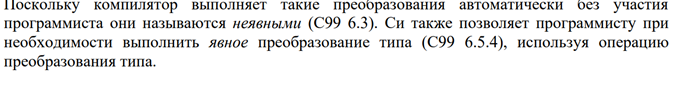 Поскольку компилятор выполняет такие преобразования автоматически без участия
программиста они называются неявными (C99 6.3). Си также позволяет программисту при
необходимости выполнить явное преобразование типа (C99 6.5.4), используя операцию
преобразования типа.